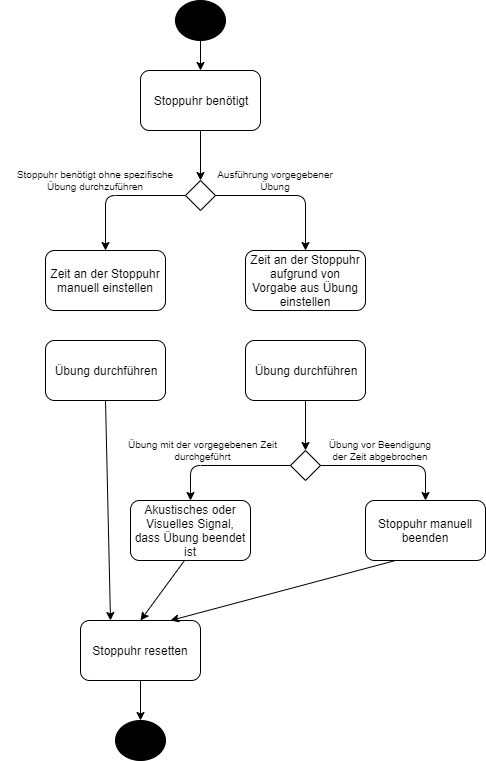 Stoppuhr benötigt
Stoppuhr benötigt ohne spezifische
Übung durchzuführen
Ausführung vorgegebener
Übung
Zeit an der Stoppuhr
manuell einstellen
Zeit an der Stoppuhr
aufgrund von
Vorgabe aus Übung
einstellen
Übung durchführen
Übung durchführen
Übung mit der vorgegebenen Zeit
durchgeführt
Übung vor Beendigung
der Zeit abgebrochen
Akustisches oder
Visuelles Signal,
dass Übung beendet
ist
Stoppuhr manuell
beenden
Stoppuhr resetten